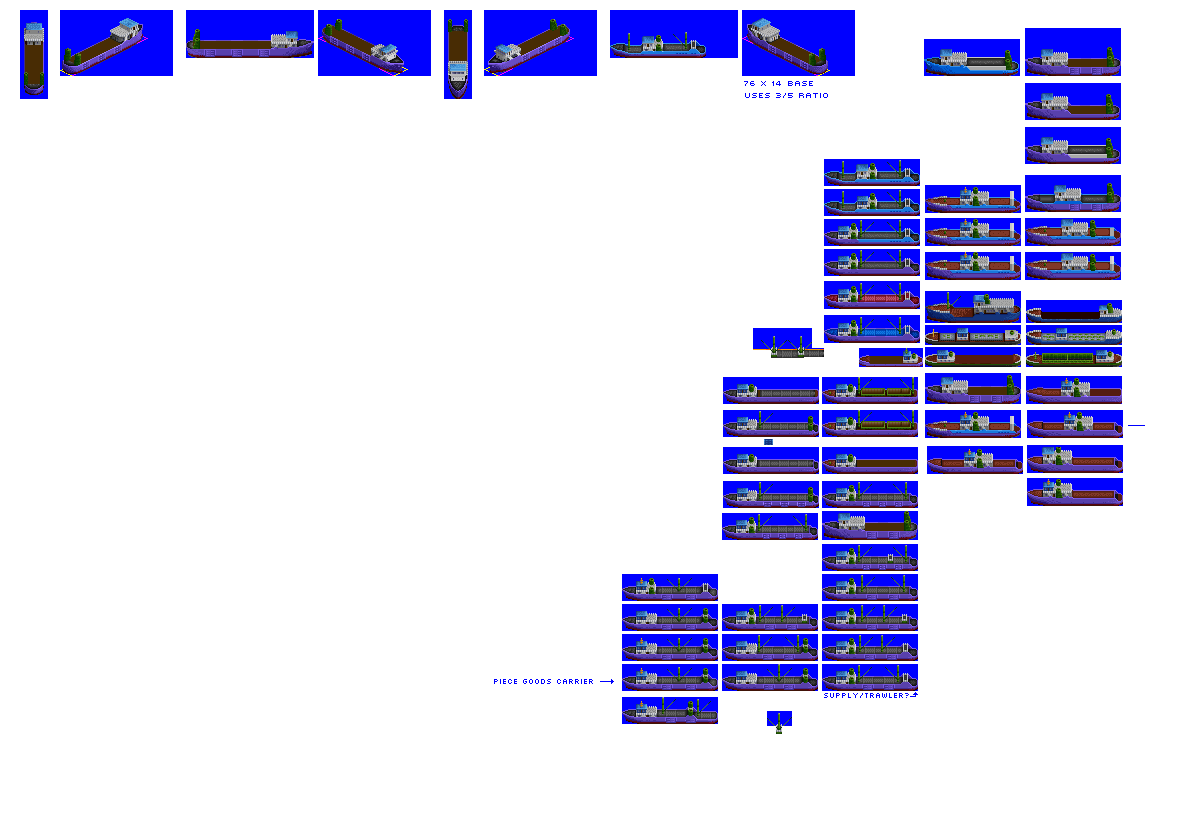 76 X 14 BASE
USES 3/5 RATIO
PIECE GOODS CARRIER
SUPPLY/TRAWLER?